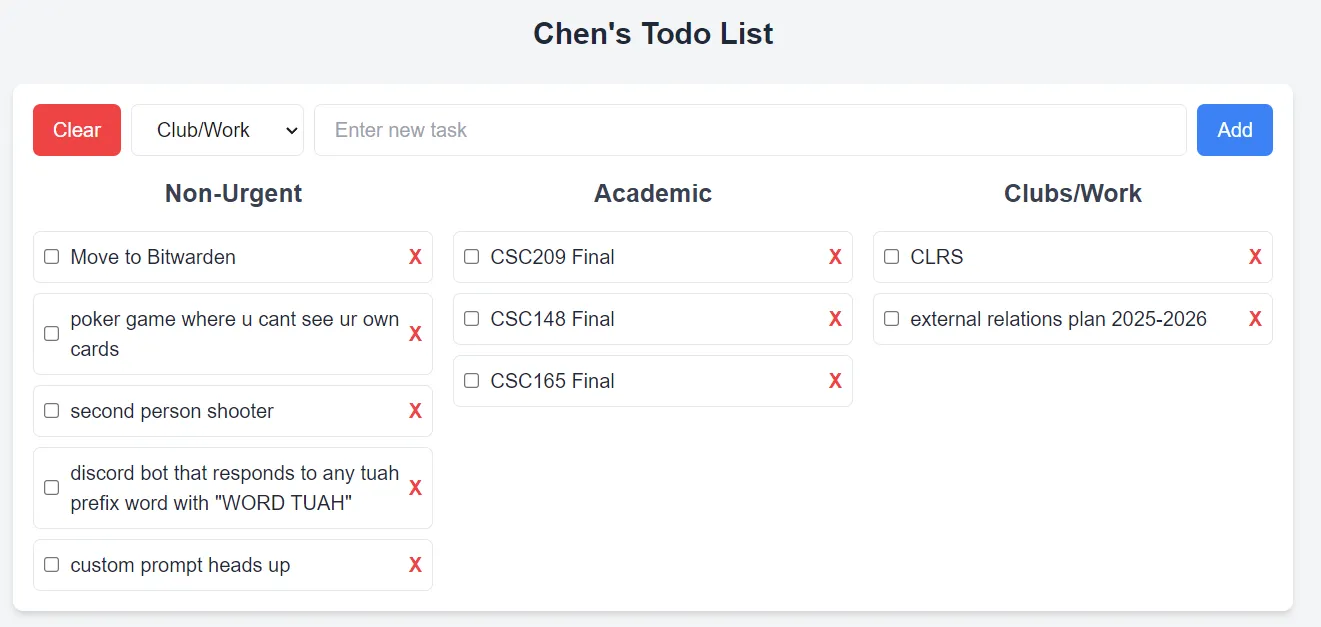 Chen's Todo List
Clear
Club/Work
Enter new task
Add
Non-Urgent
Move to Bitwarden X
poker game where u cant see ur own
cards X
second person shooter X
discord bot that responds to any tuah
prefix word with "WORD TUAH" X
custom prompt heads up X
Academic
CSC209 Final X
CSC148 Final X
CSC165 Final X
Clubs/Work
CLRS X
external relations plan 2025-2026 X